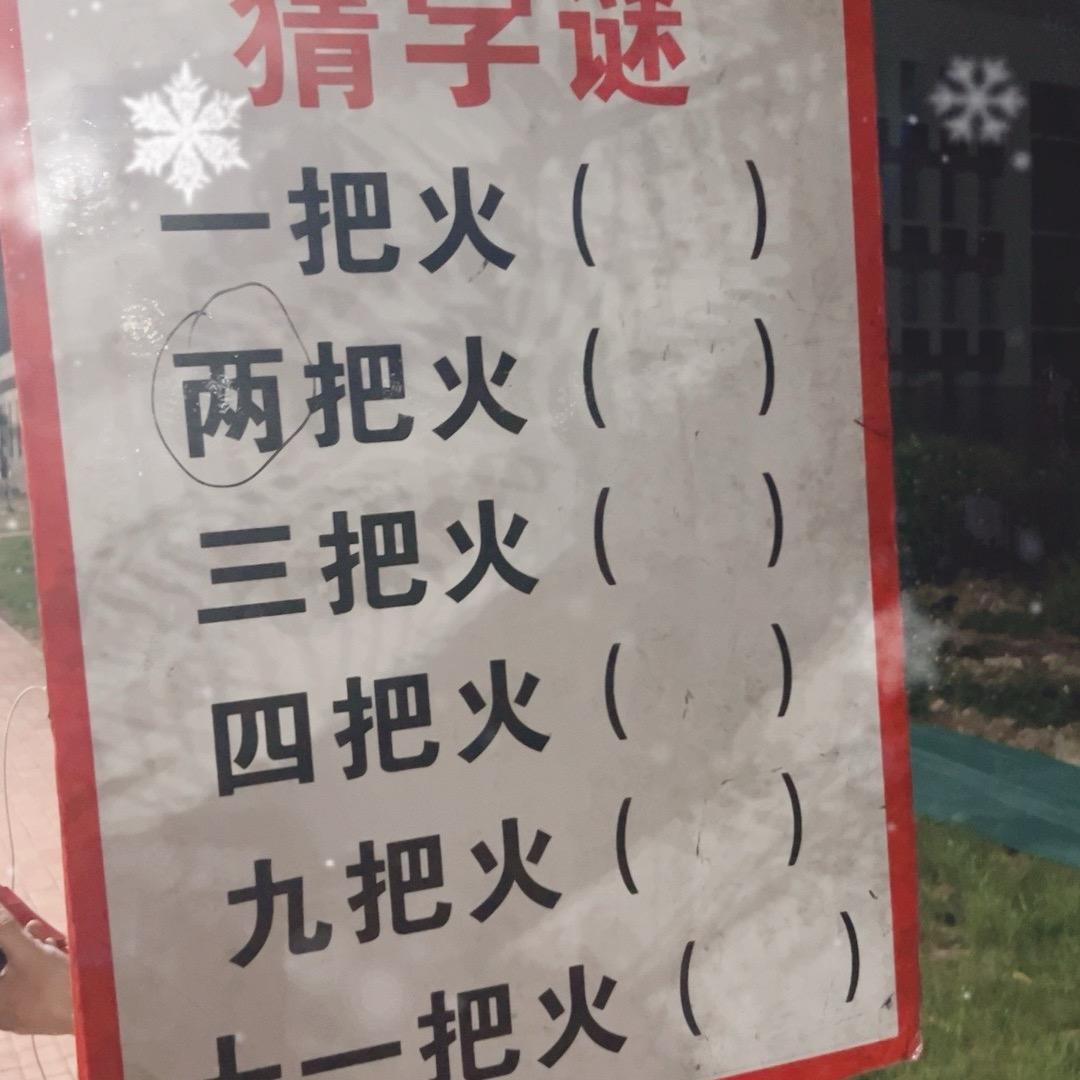 猜字谜
一把火( )
两把火( )
三把火( )
四把火( )
九把火( )
十一把火( )